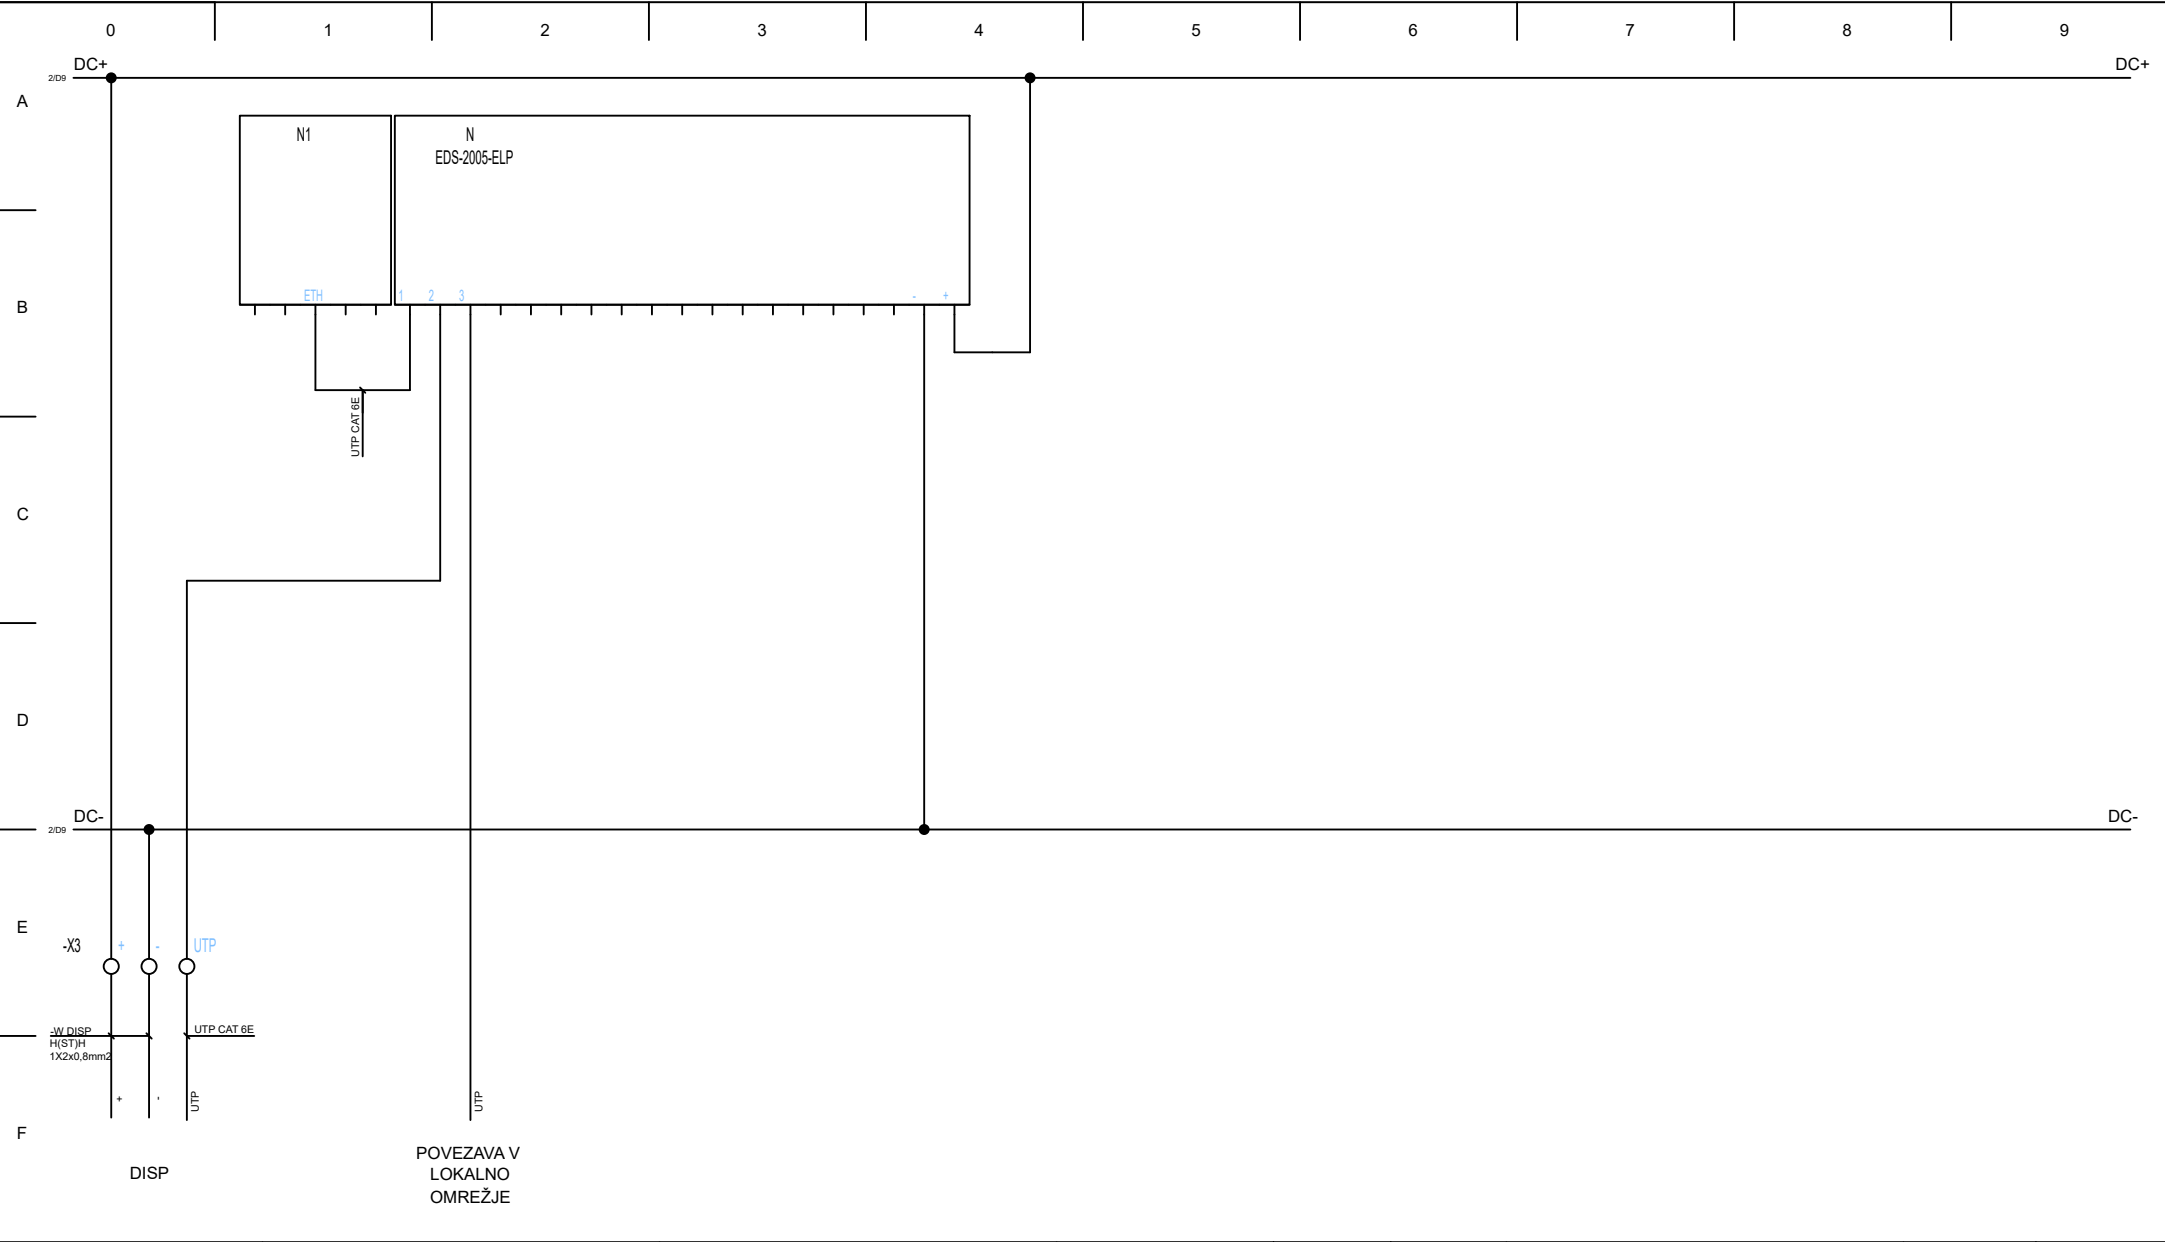 0 1 2 3 4 5 6 7 8 9
DC+ DC+
2/D9
A
N1 N
EDS-2005-ELP
ETH 1 2 3 - +
B
UTP CAT 6E
C
D
DC- DC-
2/D9
E
-X3 + - UTP
-W DISP UTP CAT 6E
H(ST)H
1X2x0,8mm2
+ - UTP UTP
F
POVEZAVA V
DISP LOKALNO
OMREŽJE